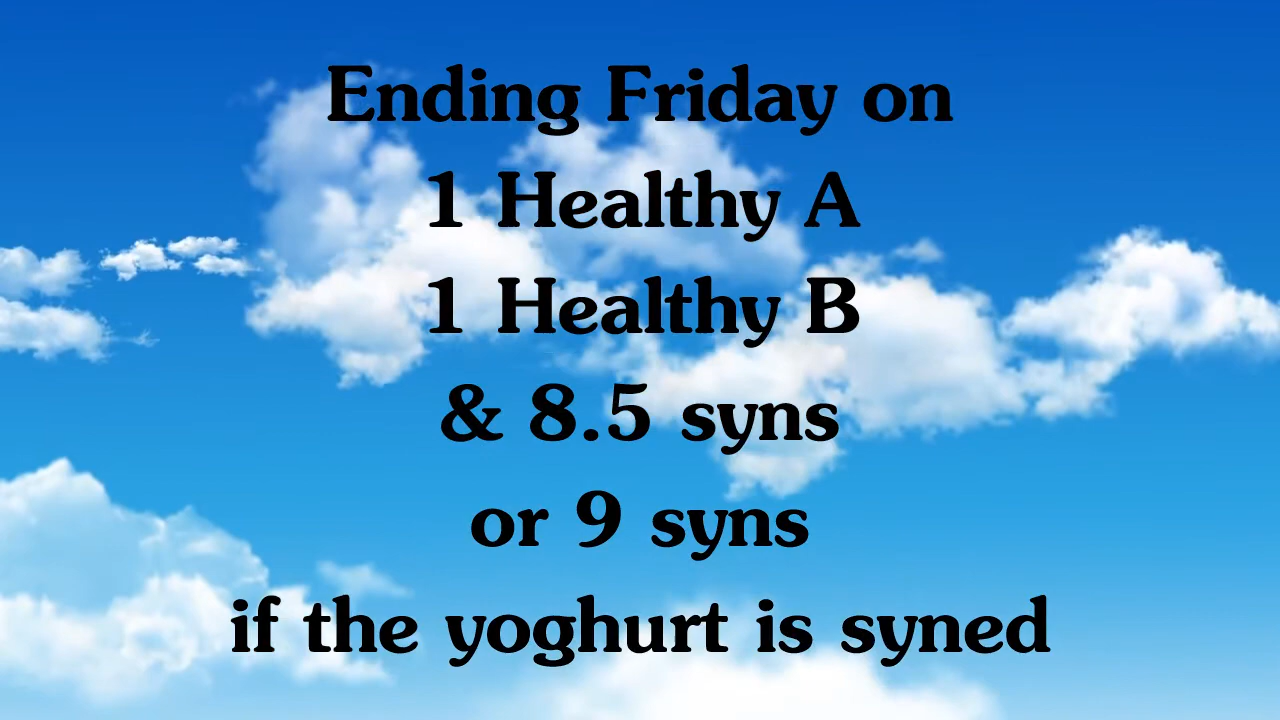 Ending Friday on
1 Healthy A
1 Healthy B
& 8.5 syns
or 9 syns
if the yoghurt is syned